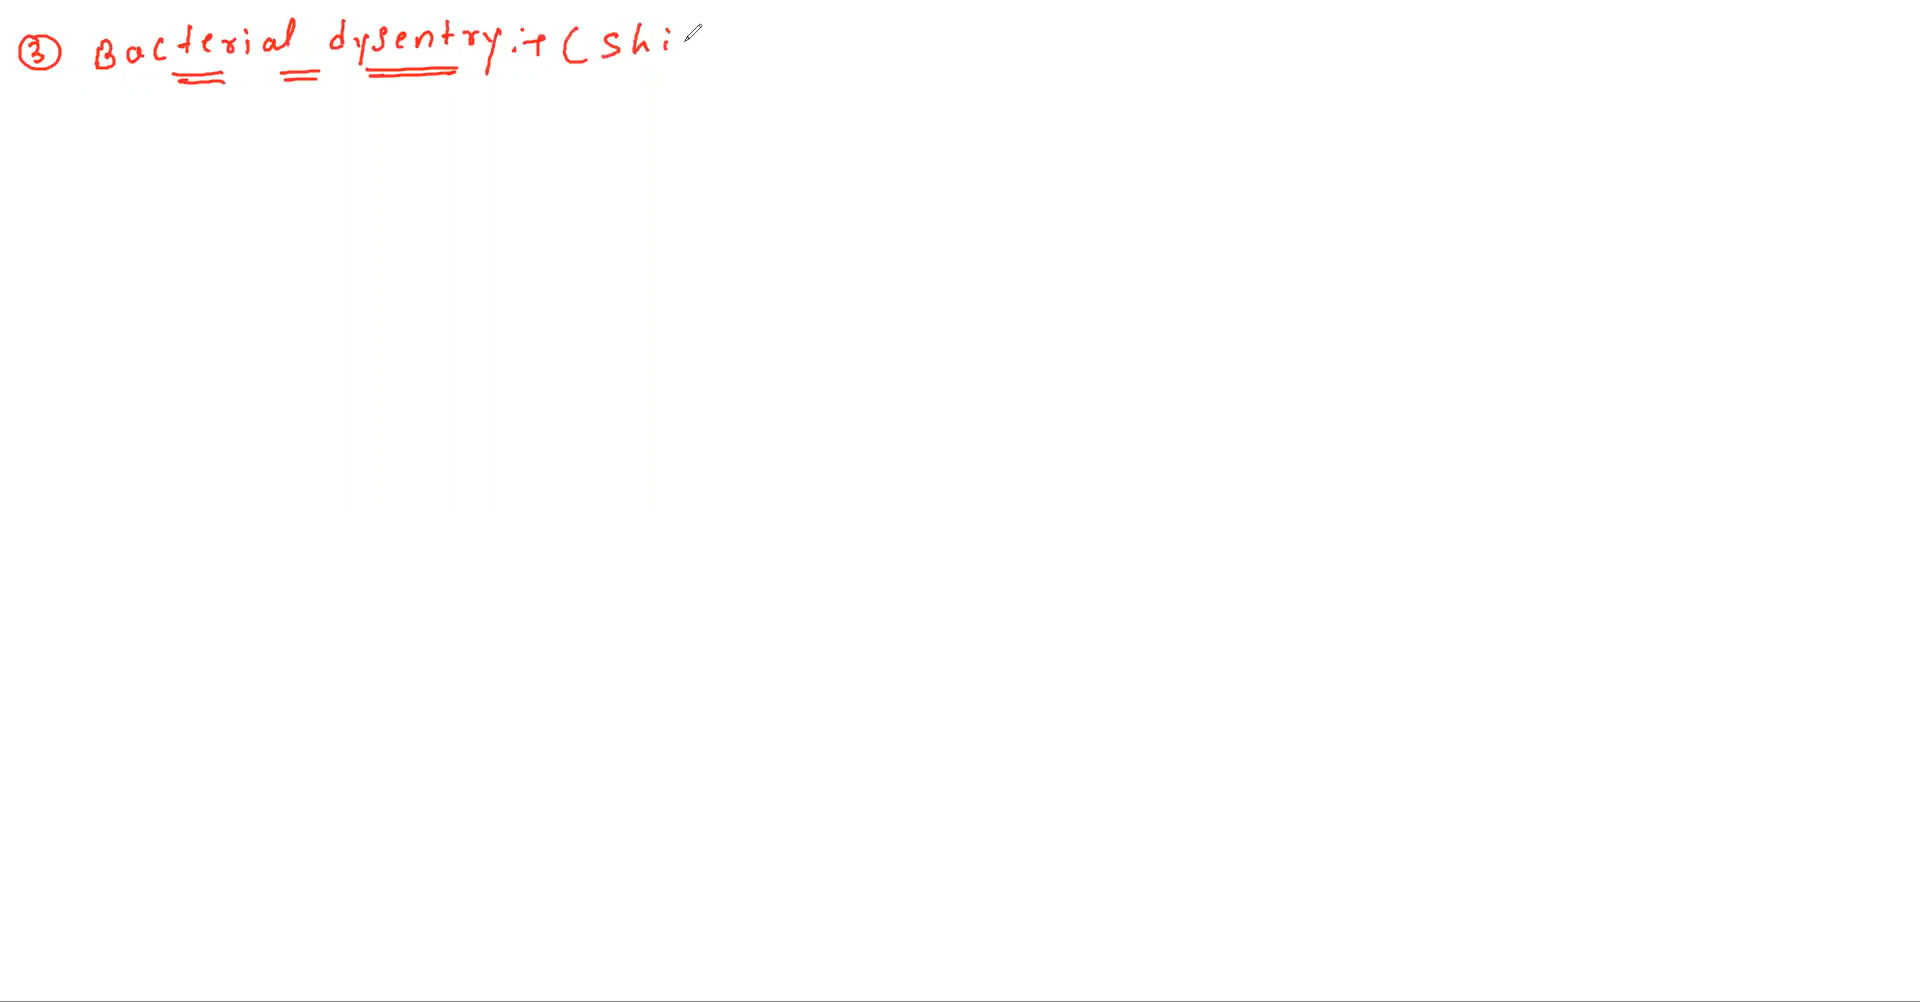 ③ Bacterial dysentry :→ (Shi